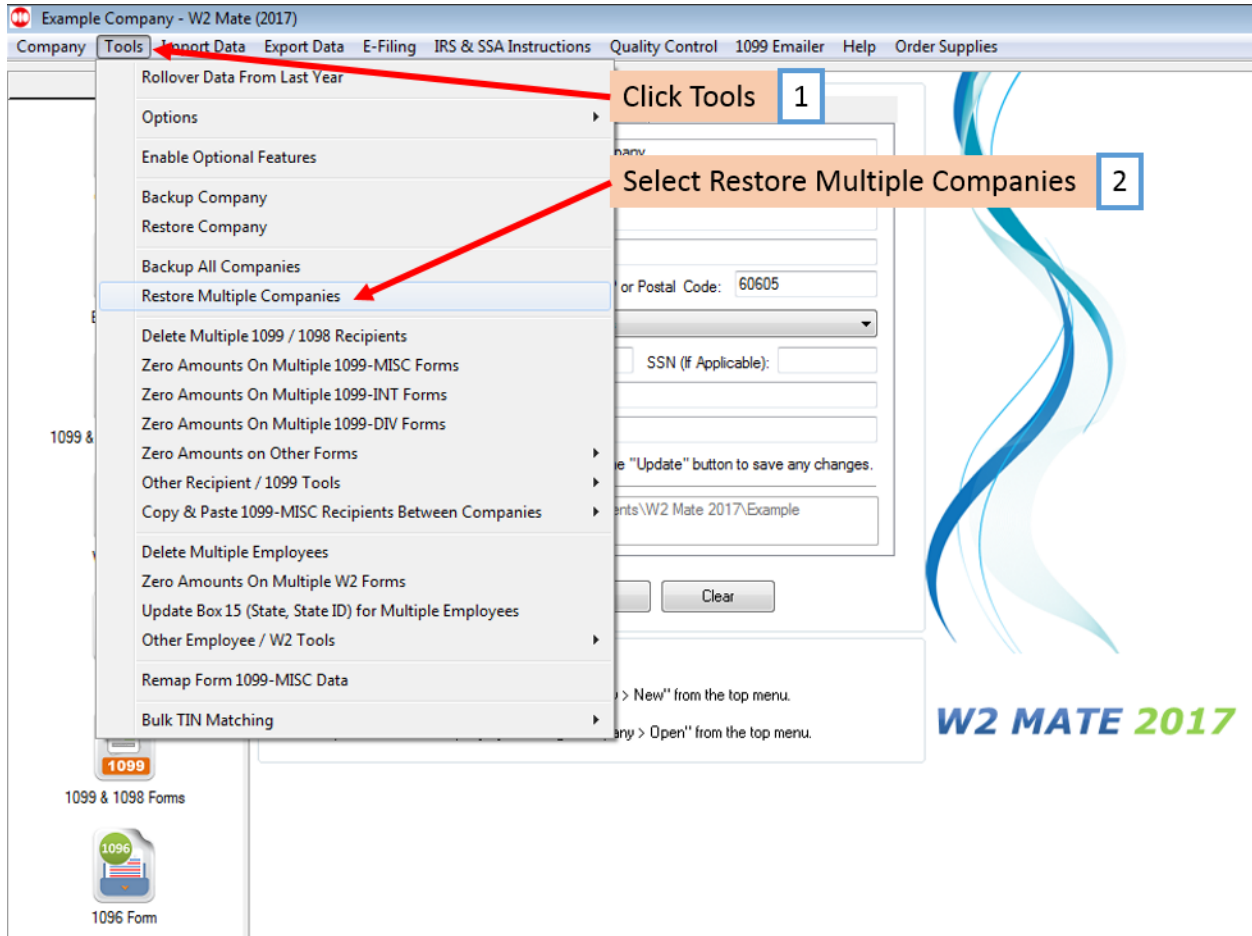 Example Company - W2 Mate (2017)
Company Tools Import Data Export Data E-Filing IRS & SSA Instructions Quality Control 1099 Emailer Help Order Supplies
Rollover Data From Last Year
Click Tools 1
Options
Enable Optional Features
Select Restore Multiple Companies 2
Backup Company
Restore Company
Backup All Companies
Restore Multiple Companies
or Postal Code: 60605
Delete Multiple 1099 / 1098 Recipients
Zero Amounts On Multiple 1099-MISC Forms
SSN (If Applicable):
Zero Amounts On Multiple 1099-INT Forms
Zero Amounts On Multiple 1099-DIV Forms
1099 &
Zero Amounts on Other Forms
"Update" button to save any changes.
Other Recipient / 1099 Tools
Copy & Paste 1099-MISC Recipients Between Companies
\W2 Mate 2017\Example
Delete Multiple Employees
Zero Amounts On Multiple W2 Forms
Clear
Update Box 15 (State, State ID) for Multiple Employees
Other Employee / W2 Tools
Remap Form 1099-MISC Data
> New" from the top menu.
Bulk TIN Matching
> Open" from the top menu.
W2 MATE 2017
1099
1099 & 1098 Forms
1096
1096 Form